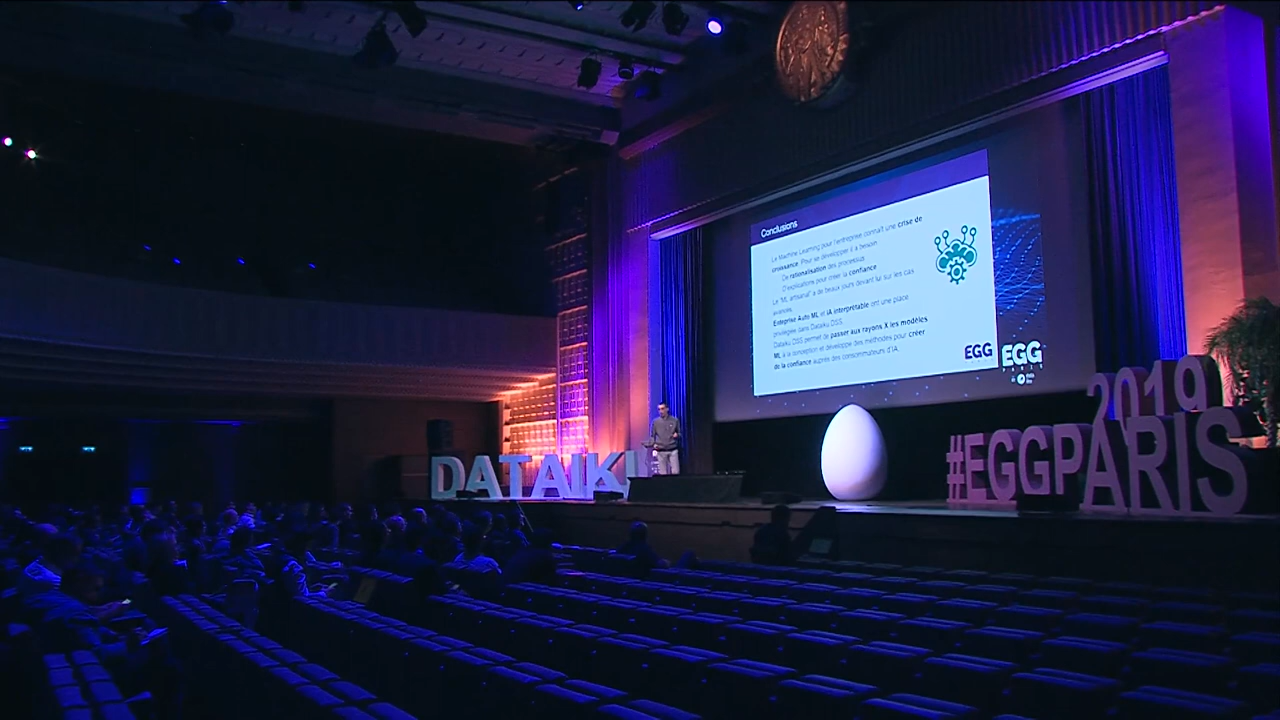 Conclusions
Le Machine Learning pour l'entreprise connaît une crise de
croissance. Pour se développer il a besoin
De rationalisation des processus
D'explications pour créer la confiance
Le "ML artisanal" a de beaux jours devant lui sur les cas
avancés.
Enteprise Auto ML et IA interprétable ont une place
privilégiée dans Dataiku DSS.
Dataiku DSS permet de passer aux rayons X les modèles
ML à la conception et développe des méthodes pour créer
de la confiance auprès des consommateurs d'IA.
EGG
EGG
PARIS
2019
#EGGPARIS
DATAIKU